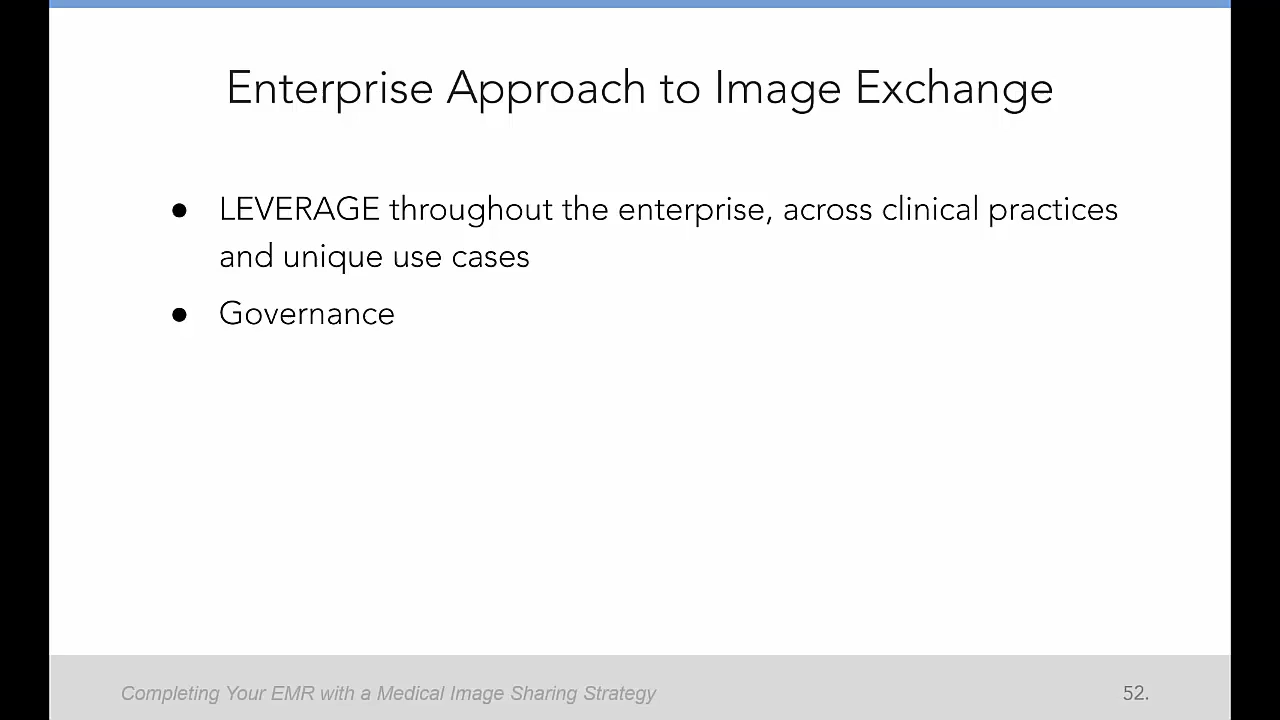 Enterprise Approach to Image Exchange
● LEVERAGE throughout the enterprise, across clinical practices
and unique use cases
● Governance
Completing Your EMR with a Medical Image Sharing Strategy
52.